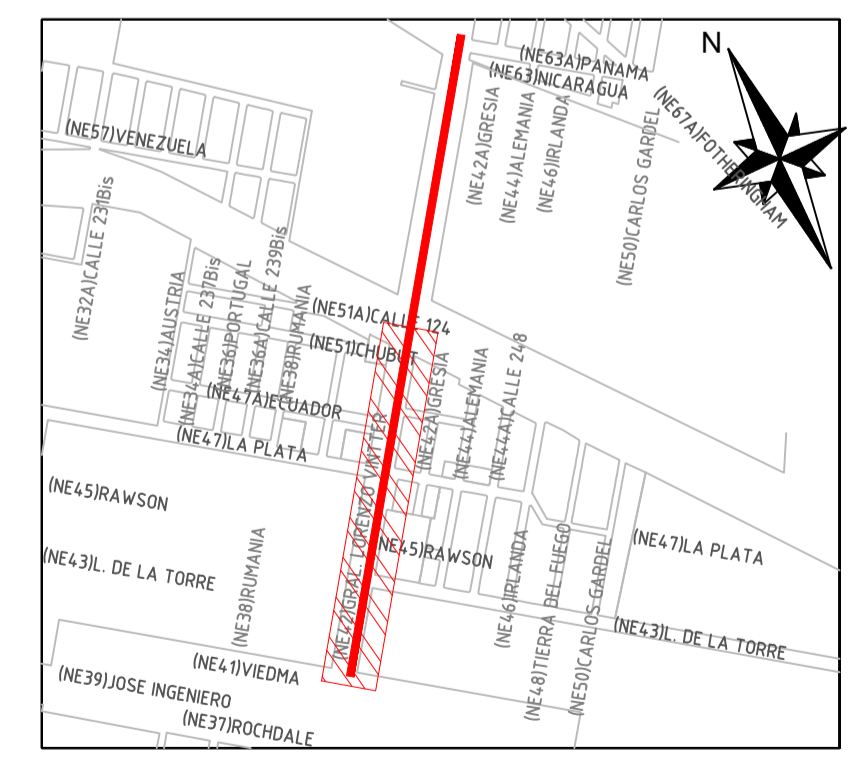 N
(NE63A)PANAMA
(NE63)NICARAGUA
(NE67A)FOTHERINGHAM
(NE42A)GRESIA
(NE44)ALEMANIA
(NE46)IRLANDA
(NE50)CARLOS GARDEL
(NE57)VENEZUELA
(NE32A)CALLE 231Bis
(NE34)AUSTRIA
(NE34-A)CALLE 237Bis
(NE36)PORTUGAL
(NE36A)CALLE 239Bis
(NE38)RUMANIA
(NE51A)CALLE 124
(NE51)CHUBUT
(NE47A)ECUADOR
(NE47)LA PLATA
(NE42A)GRESIA
(NE44)ALEMANIA
(NE44A)CALLE 248
(NE42)GRAL. LORENZO VINTTER
(NE45)RAWSON
(NE45)RAWSON
(NE47)LA PLATA
(NE43)L. DE LA TORRE
(NE38)RUMANIA
(NE46)IRLANDA
(NE48)TIERRA DEL FUEGO
(NE50)CARLOS GARDEL
(NE43)L. DE LA TORRE
(NE41)VIEDMA
(NE39)JOSE INGENIERO
(NE37)ROCHDALE